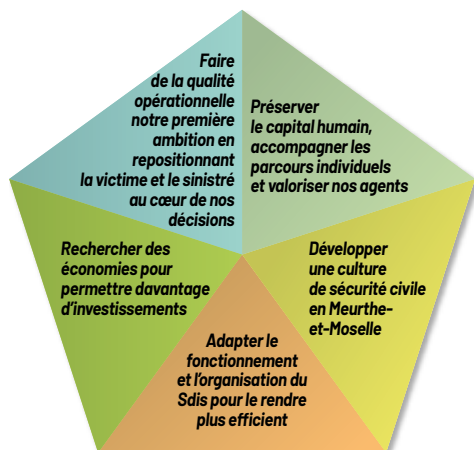 Faire
de la qualité
opérationnelle
notre première
ambition en
repositionnant
la victime et le sinistré
au cœur de nos
décisions
Préserver
le capital humain,
accompagner les
parcours individuels
et valoriser nos agents
Rechercher des
économies pour
permettre davantage
d'investissements
Développer
une culture
de sécurité civile
en Meurthe-
et-Moselle
Adapter le
fonctionnement
et l'organisation du
Sdis pour le rendre
plus efficient